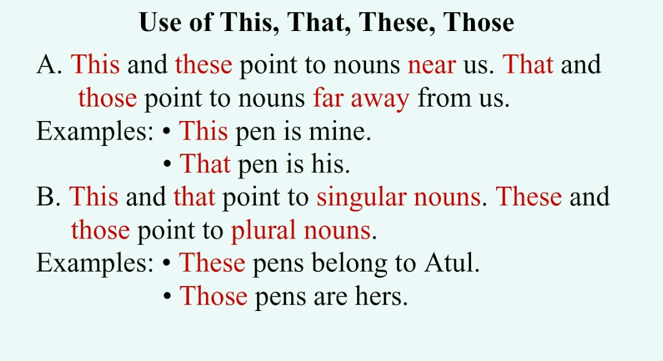 Use of This, That, These, Those
A. This and these point to nouns near us. That and
those point to nouns far away from us.
Examples: • This pen is mine.
• That pen is his.
B. This and that point to singular nouns. These and
those point to plural nouns.
Examples: • These pens belong to Atul.
• Those pens are hers.